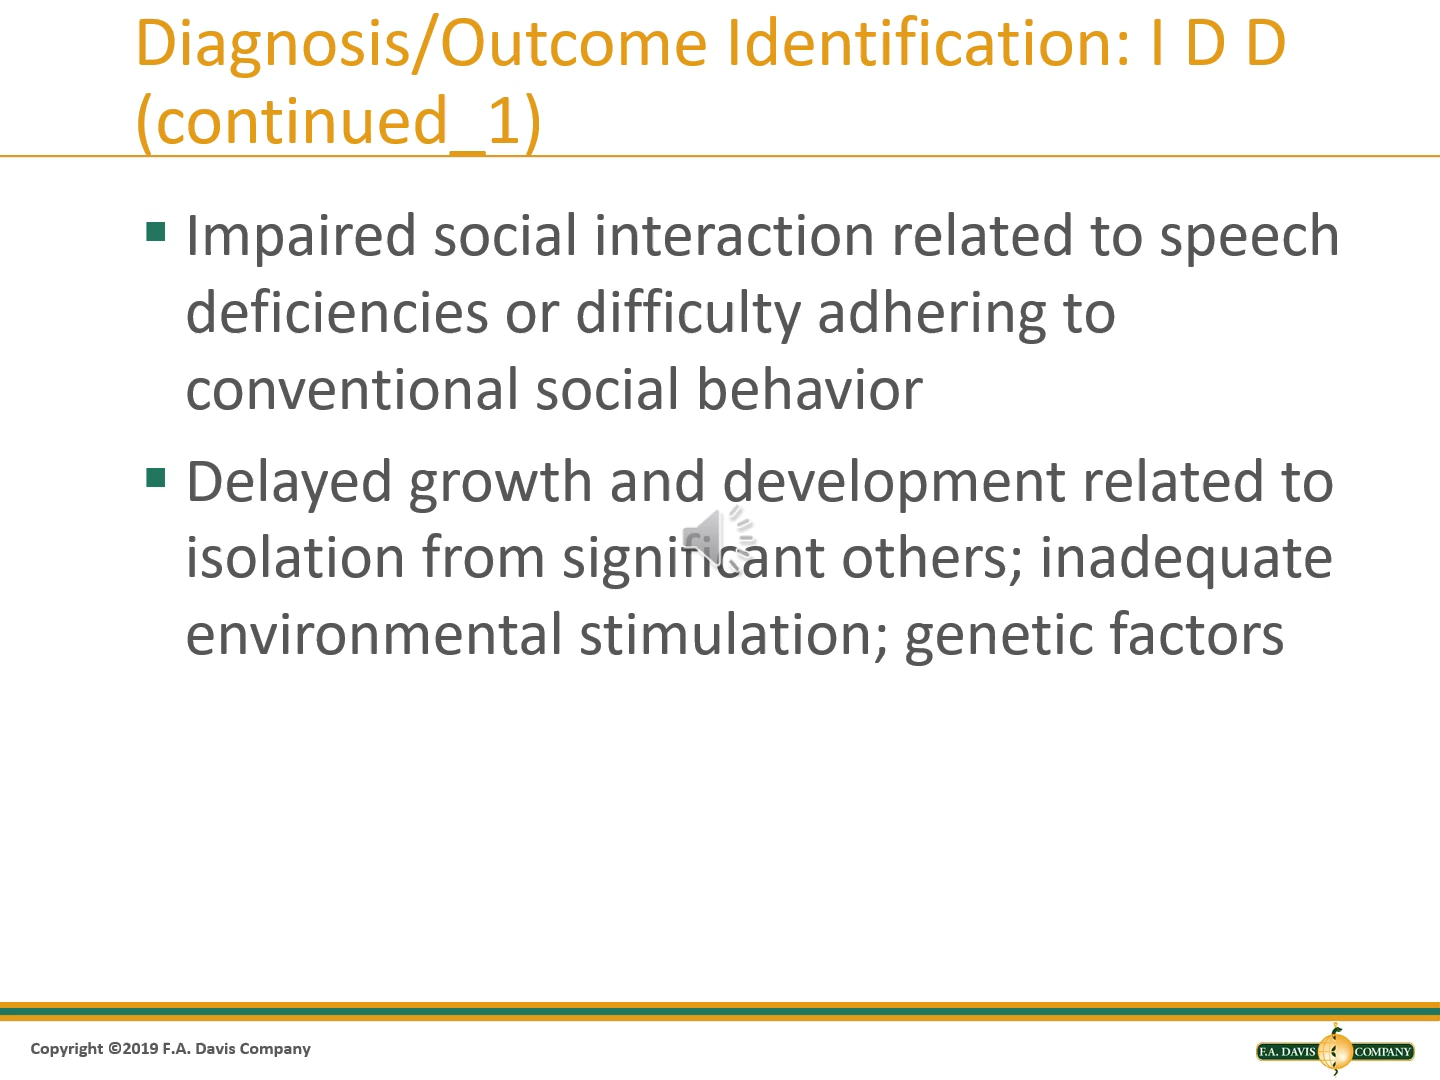 Diagnosis/Outcome Identification: I D D
(continued_1)
Impaired social interaction related to speech
deficiencies or difficulty adhering to
conventional social behavior
Delayed growth and development related to
isolation from significant others; inadequate
environmental stimulation; genetic factors
Copyright ©2019 F.A. Davis Company
F.A. DAVIS COMPANY